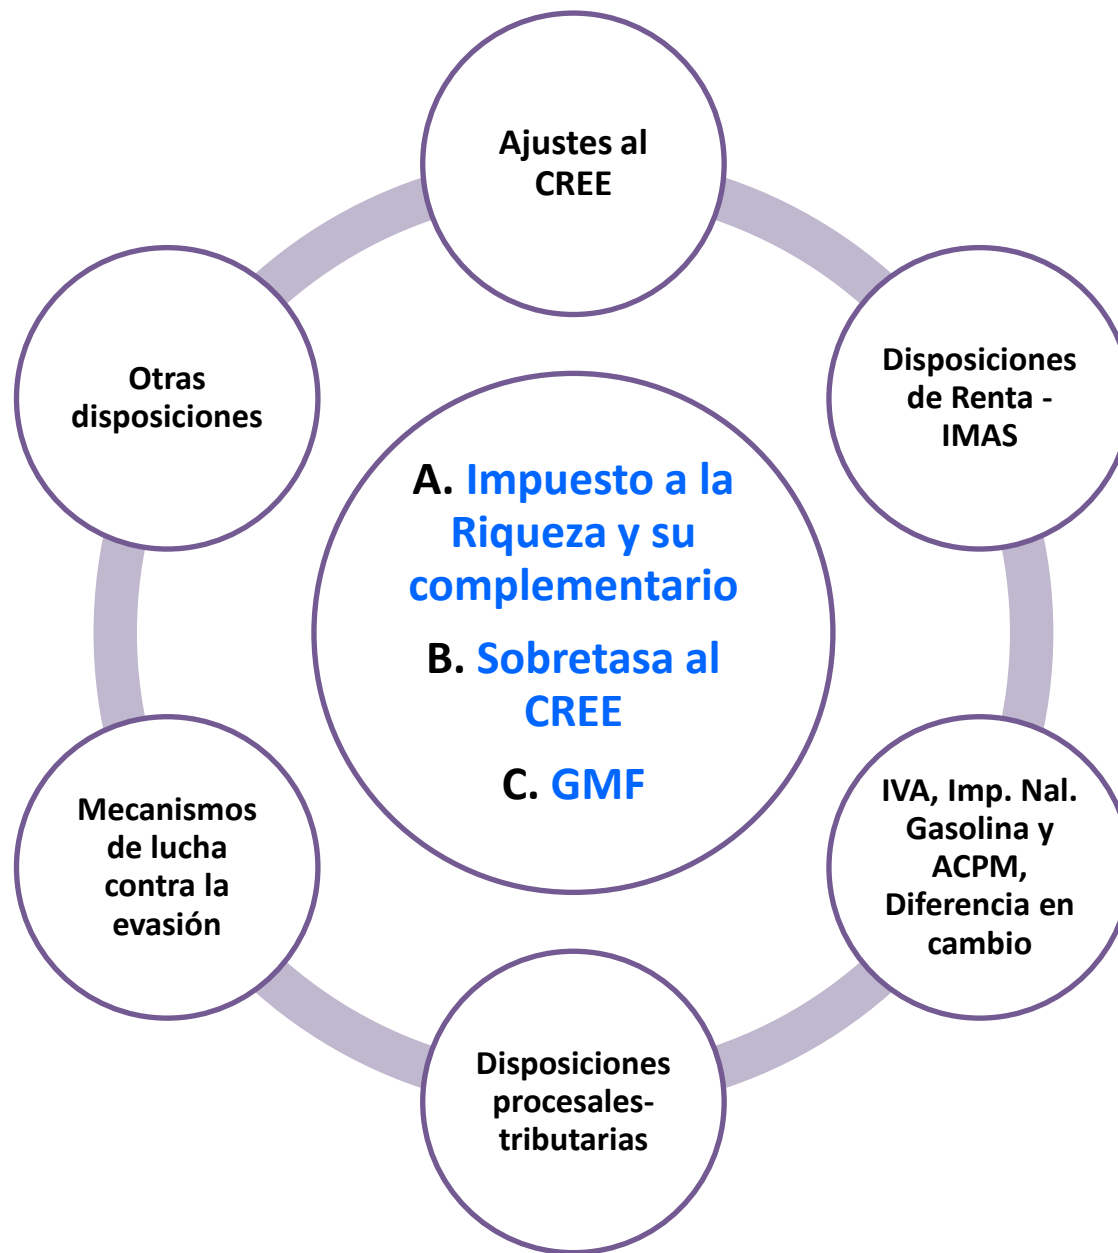 Ajustes al
CREE
Disposiciones
de Renta -
IMAS
IVA, Imp. Nal.
Gasolina y
ACPM,
Diferencia en
cambio
Disposiciones
procesales-
tributarias
Mecanismos
de lucha
contra la
evasión
Otras
disposiciones
A. Impuesto a la
Riqueza y su
complementario
B. Sobretasa al
CREE
C. GMF